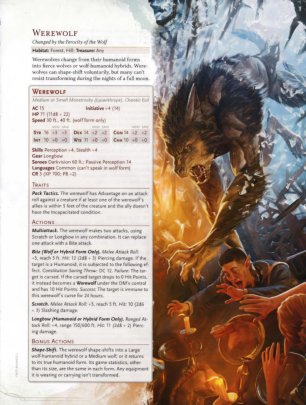 WEREWOLF
Changed by the Ferocity of the Wolf
Habitat: Forest, Hill; Treasure: Any
Werewolves change from their humanoid forms
into fierce wolves or wolf-humanoid hybrids. Were-
wolves can shape-shift voluntarily, but many can't
resist transforming during the nights of a full moon.
WEREWOLF
Medium or Small Monstrosity (Lycanthrope), Chaotic Evil
AC 15 Initiative +4 (14)
HP 71 (11d8 + 22)
Speed 30 ft., 40 ft. (wolf form only)
MOD SAVE MOD SAVE MOD SAVE
STR 16 +3 +3 DEX 14 +2 +2 CON 14 +2 +2
INT 10 +0 +0 WIS 11 +0 +0 CHA 10 +0 +0
Skills Perception +4, Stealth +4
Gear Longbow
Senses Darkvision 60 ft.; Passive Perception 14
Languages Common (can't speak in wolf form)
CR 3 (XP 700; PB +2)
TRAITS
Pack Tactics. The werewolf has Advantage on an attack
roll against a creature if at least one of the werewolf's
allies is within 5 feet of the creature and the ally doesn't
have the Incapacitated condition.
ACTIONS
Multiattack. The werewolf makes two attacks, using
Scratch or Longbow in any combination. It can replace
one attack with a Bite attack.
Bite (Wolf or Hybrid Form Only). Melee Attack Roll:
+5, reach 5 ft. Hit: 12 (2d8 + 3) Piercing damage. If the
target is a Humanoid, it is subjected to the following ef-
fect. Constitution Saving Throw: DC 12. Failure: The tar-
get is cursed. If the cursed target drops to 0 Hit Points,
it instead becomes a Werewolf under the DM's control
and has 10 Hit Points. Success: The target is immune to
this werewolf's curse for 24 hours.
Scratch. Melee Attack Roll: +5, reach 5 ft. Hit: 10 (2d6
+ 3) Slashing damage.
Longbow (Humanoid or Hybrid Form Only). Ranged At-
tack Roll: +4, range 150/600 ft. Hit: 11 (2d8 + 2) Pierc-
ing damage.
BONUS ACTIONS
Shape-Shift. The werewolf shape-shifts into a Large
wolf-humanoid hybrid or a Medium wolf, or it returns
to its true humanoid form. Its game statistics, other
than its size, are the same in each form. Any equipment
it is wearing or carrying isn't transformed.